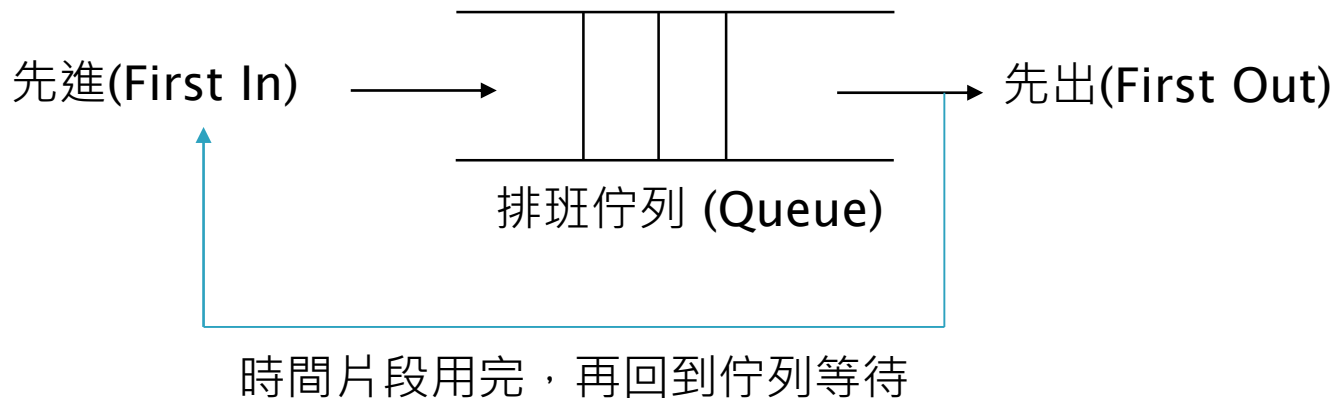 先進(First In)
先出(First Out)
排班佇列 (Queue)
時間片段用完，再回到佇列等待